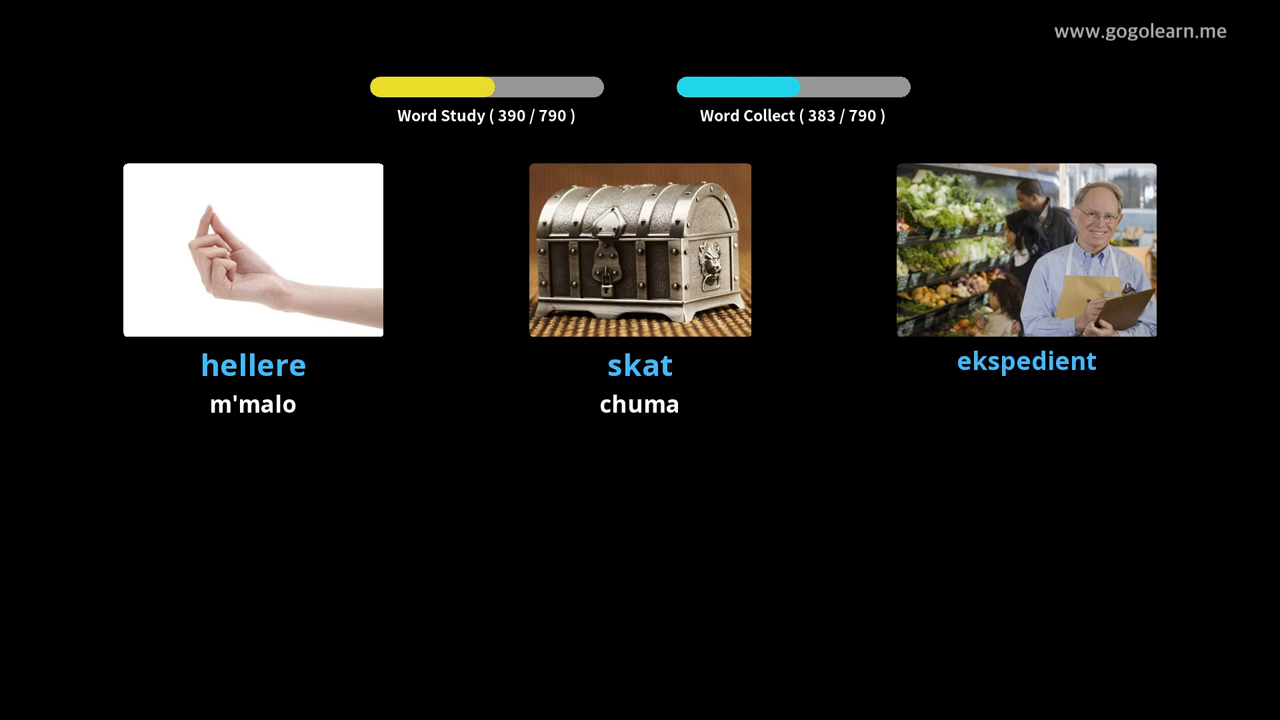 www.gogolearn.me
Word Study ( 390 / 790 )
Word Collect ( 383 / 790 )
hellere
m'malo
skat
chuma
ekspedient